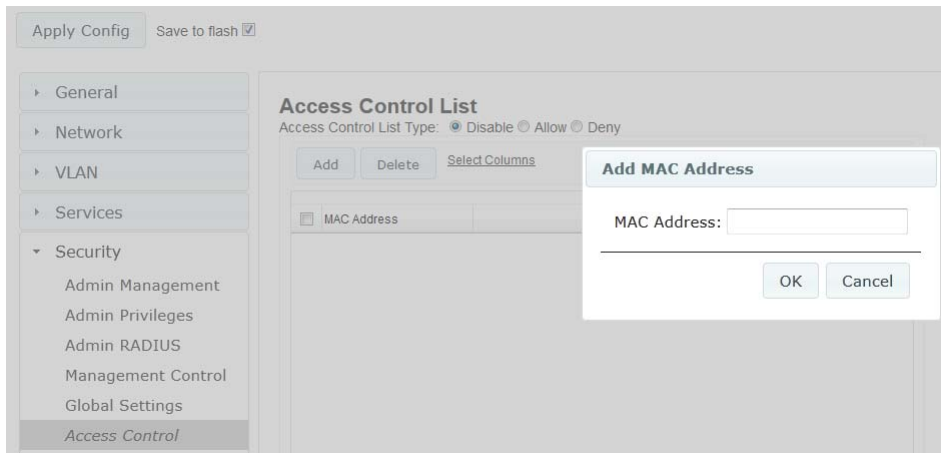 Apply Config Save to flash
General
Network
VLAN
Services
Security
Admin Management
Admin Privileges
Admin RADIUS
Management Control
Global Settings
Access Control
Access Control List
Access Control List Type: Disable Allow Deny
Add Delete Select Columns
MAC Address
Add MAC Address
MAC Address:
OK Cancel